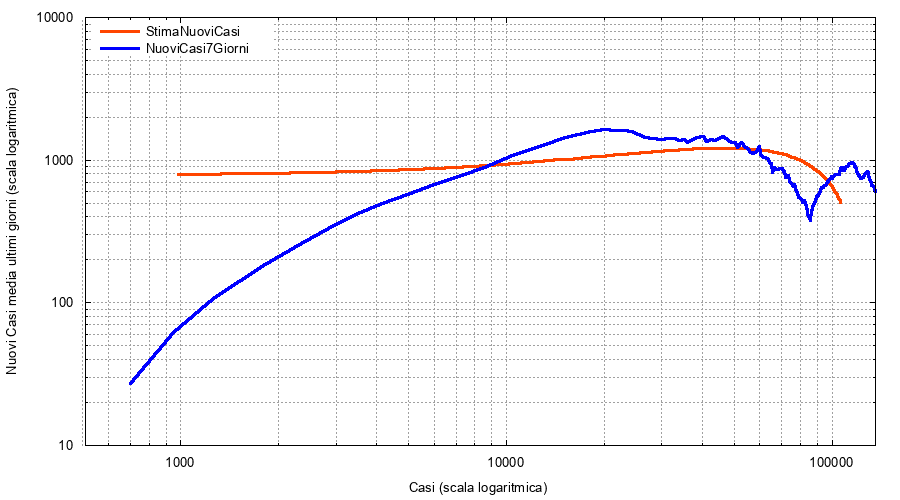 10000
StimaNuoviCasi
NuoviCasi7Giorni
1000
100
10
Nuovi Casi media ultimi giorni (scala logaritmica)
1000
10000
100000
Casi (scala logaritmica)